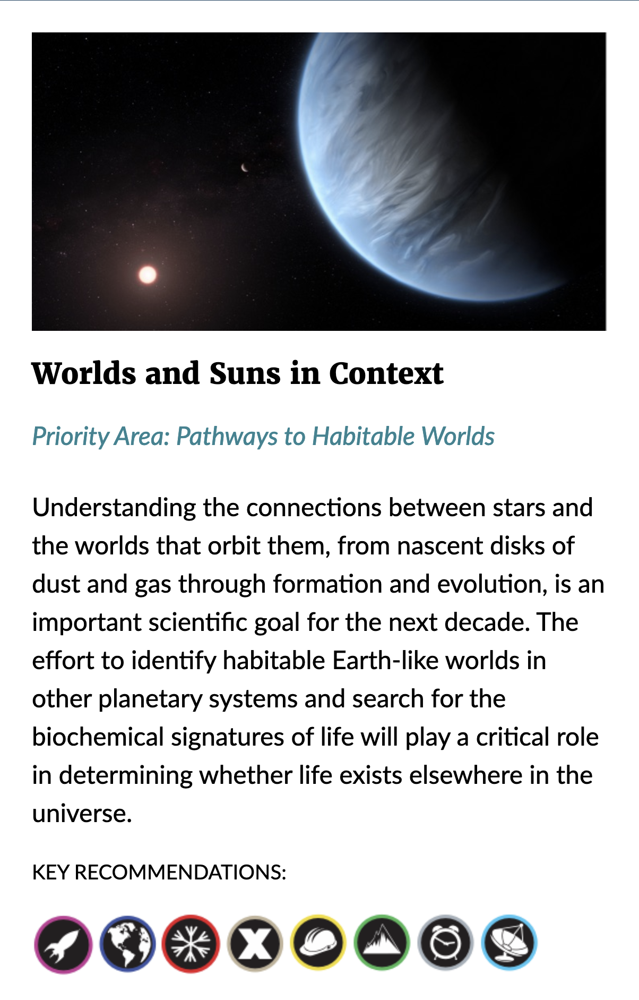 Worlds and Suns in Context
Priority Area: Pathways to Habitable Worlds
Understanding the connections between stars and
the worlds that orbit them, from nascent disks of
dust and gas through formation and evolution, is an
important scientific goal for the next decade. The
effort to identify habitable Earth-like worlds in
other planetary systems and search for the
biochemical signatures of life will play a critical role
in determining whether life exists elsewhere in the
universe.
KEY RECOMMENDATIONS:
X